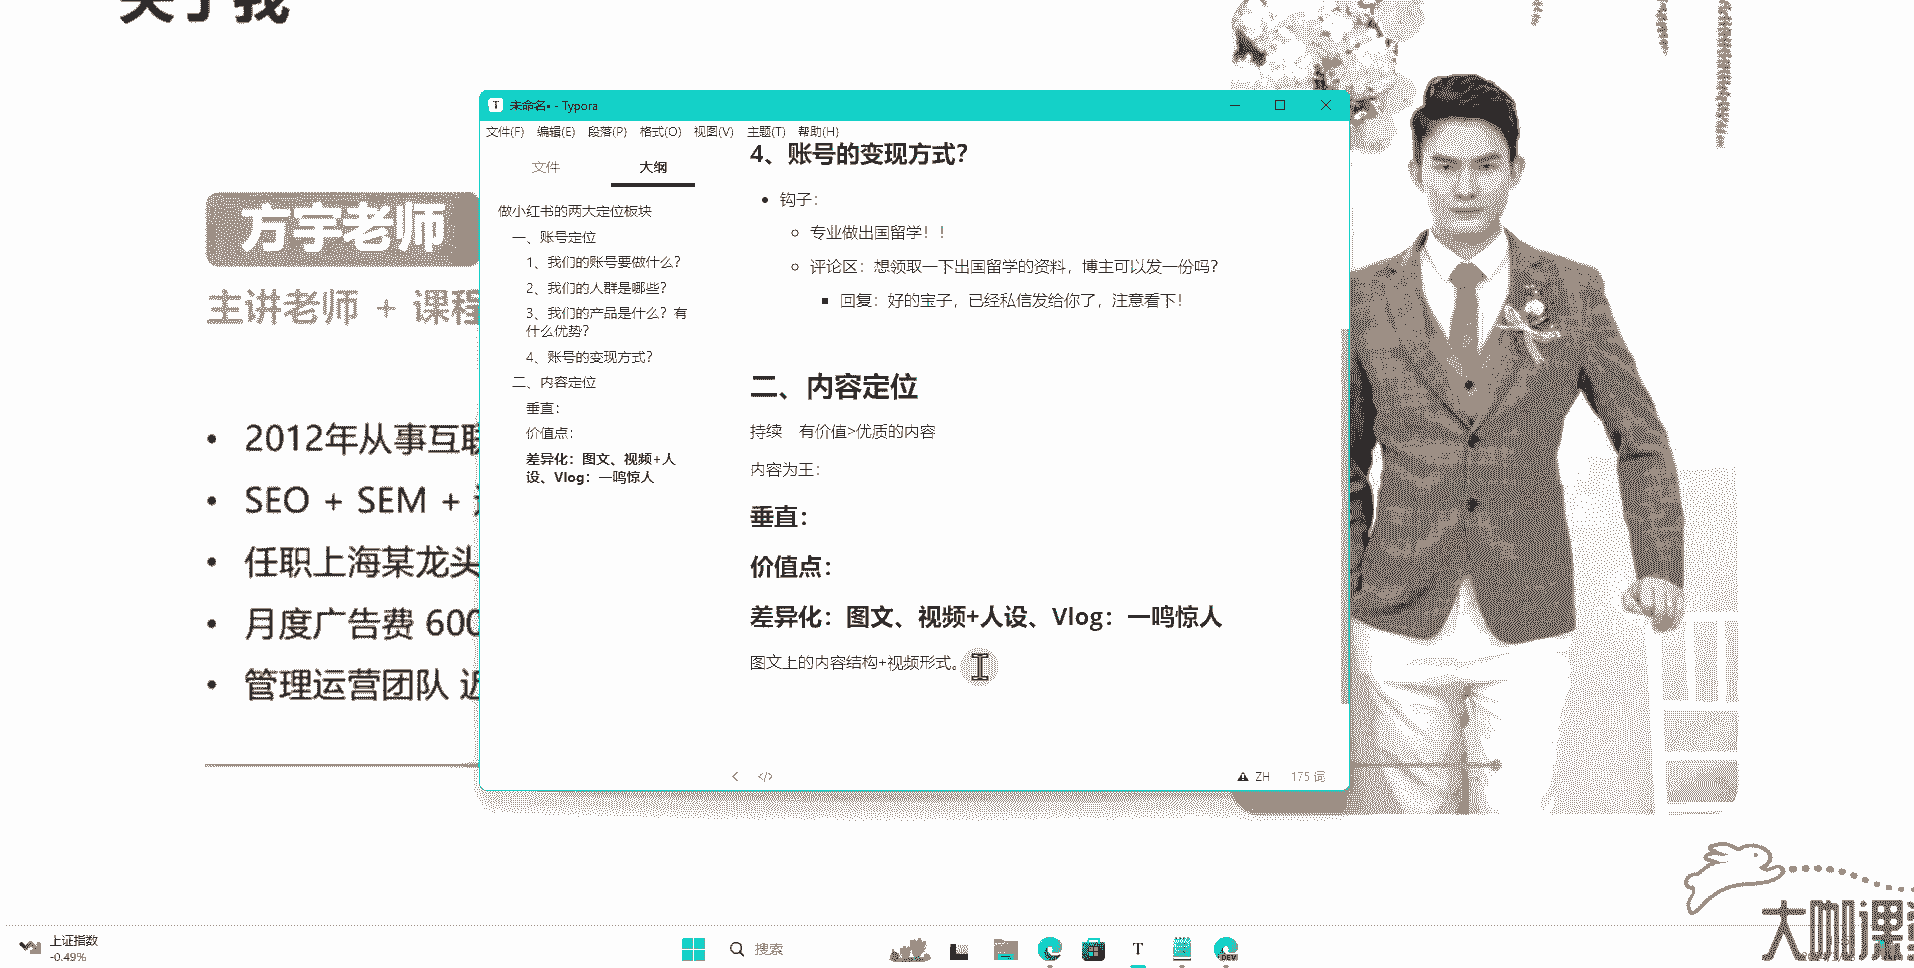 关于我
方宇老师
主讲老师 + 课程
• 2012年从事互联
• SEO + SEM +
• 任职上海某龙头
• 月度广告费 600
• 管理运营团队 近
未命名• - Typora
文件(F) 编辑(E) 段落(P) 格式(O) 视图(V) 主题(T) 帮助(H)
文件 大纲
做小红书的两大定位板块
一、账号定位
1、我们的账号要做什么？
2、我们的人群是哪些？
3、我们的产品是什么？有
什么优势？
4、账号的变现方式？
二、内容定位
垂直：
价值点：
差异化：图文、视频+人
设、Vlog：一鸣惊人
4、账号的变现方式？
钩子：
专业做出国留学！！
评论区：想领取一下出国留学的资料，博主可以发一份吗？
回复：好的宝子，已经私信发给你了，注意看下！
二、内容定位
持续 有价值>优质的内容
内容为王：
垂直：
价值点：
差异化：图文、视频+人设、Vlog：一鸣惊人
图文上的内容结构+视频形式。
ZH 175 词
大咖课堂
上证指数
-0.49%
搜索
T
DEV